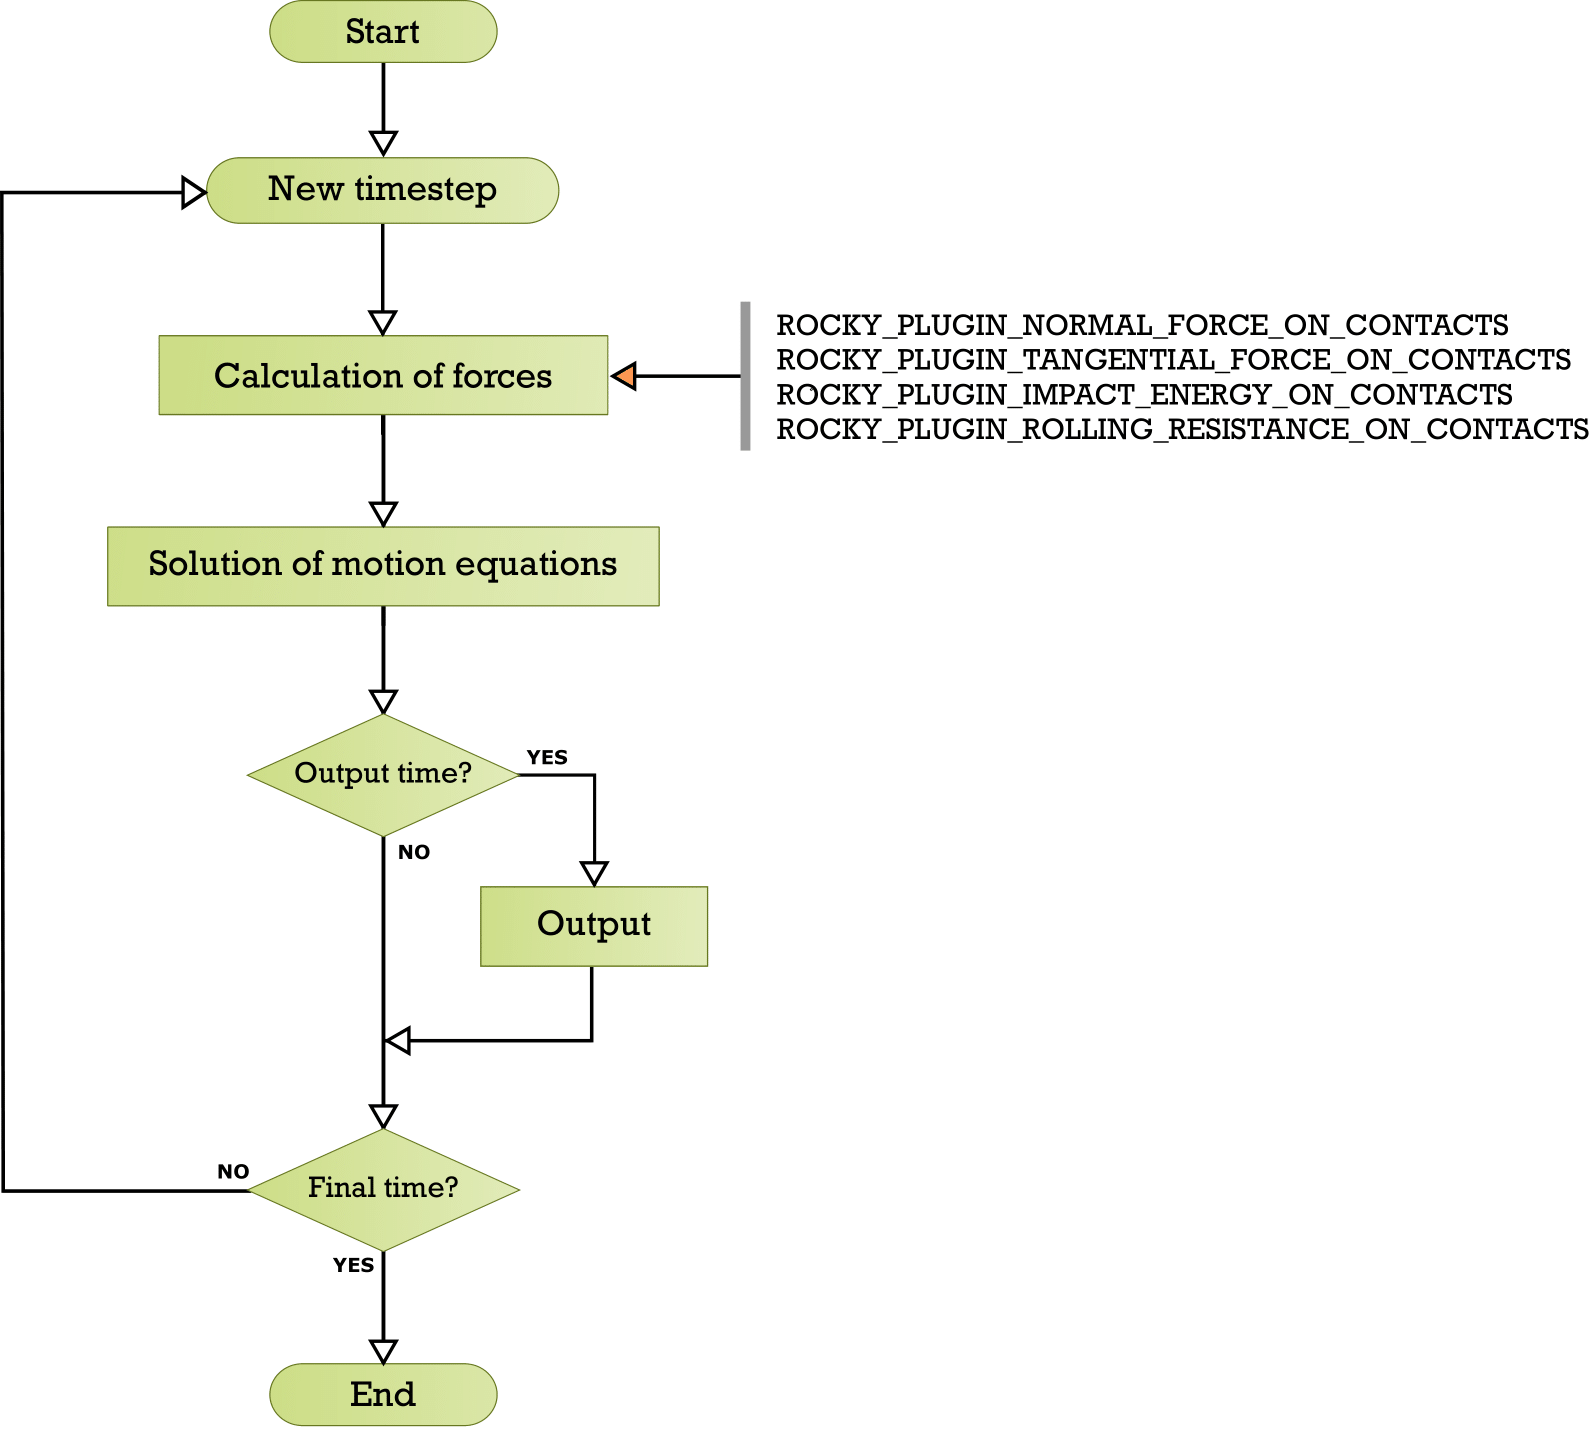 Start
New timestep
Calculation of forces
ROCKY_PLUGIN_NORMAL_FORCE_ON_CONTACTS
ROCKY_PLUGIN_TANGENTIAL_FORCE_ON_CONTACTS
ROCKY_PLUGIN_IMPACT_ENERGY_ON_CONTACTS
ROCKY_PLUGIN_ROLLING_RESISTANCE_ON_CONTACTS
Solution of motion equations
Output time?
YES
NO
Output
Final time?
NO
YES
End